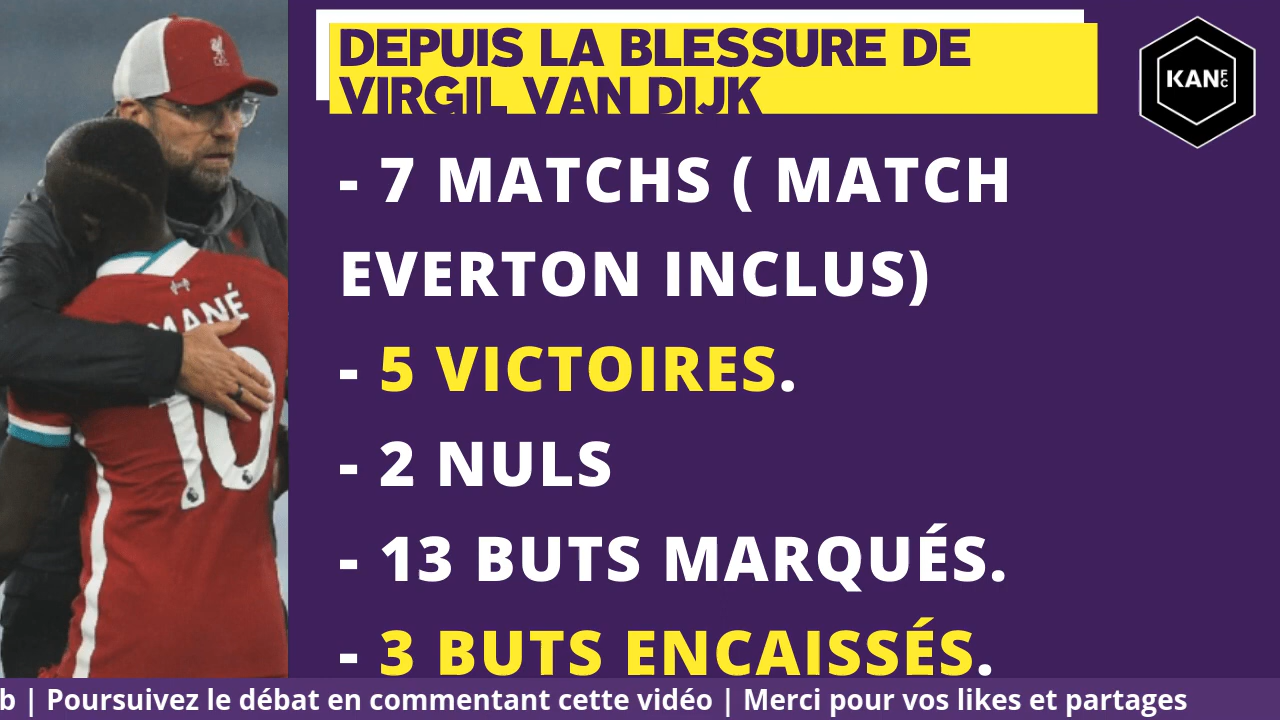 DEPUIS LA BLESSURE DE
VIRGIL VAN DIJK
KAN FC
- 7 MATCHS ( MATCH
EVERTON INCLUS)
- 5 VICTOIRES.
- 2 NULS
- 13 BUTS MARQUÉS.
- 3 BUTS ENCAISSÉS.
MANÉ
10
b | Poursuivez le débat en commentant cette vidéo | Merci pour vos likes et partages